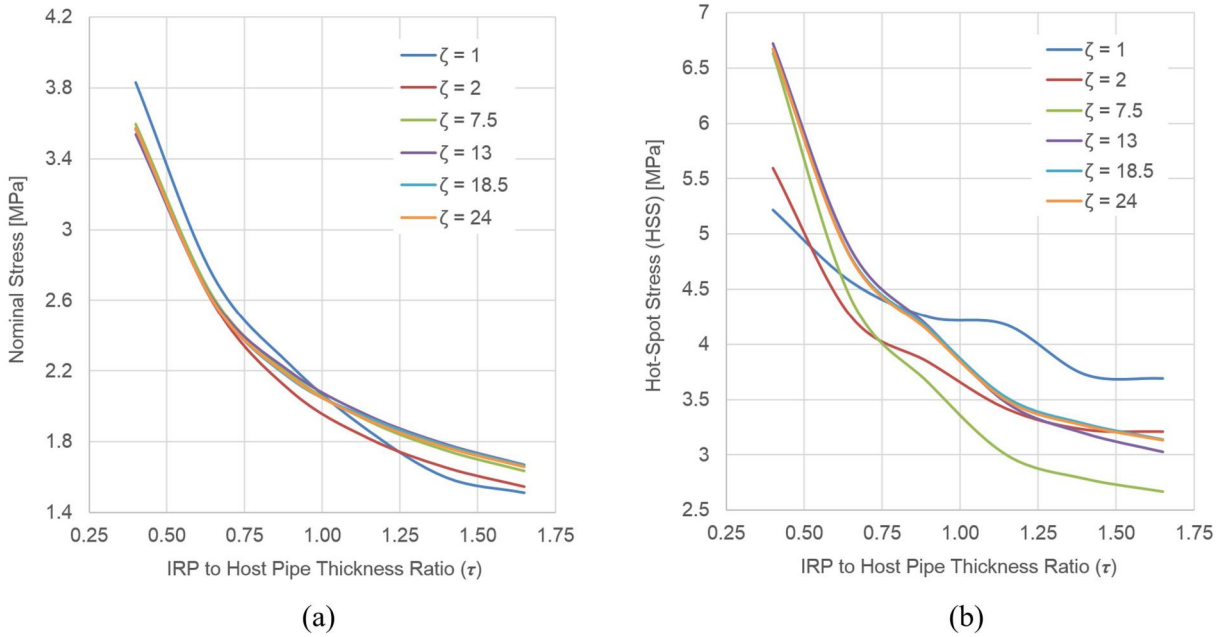 4.2
3.8
3.4
3
2.6
2.2
1.8
1.4
Nominal Stress [MPa]
ζ = 1
ζ = 2
ζ = 7.5
ζ = 13
ζ = 18.5
ζ = 24
0.25 0.50 0.75 1.00 1.25 1.50 1.75
IRP to Host Pipe Thickness Ratio (τ)
(a)
7
6.5
6
5.5
5
4.5
4
3.5
3
2.5
Hot-Spot Stress (HSS) [MPa]
ζ = 1
ζ = 2
ζ = 7.5
ζ = 13
ζ = 18.5
ζ = 24
0.25 0.50 0.75 1.00 1.25 1.50 1.75
IRP to Host Pipe Thickness Ratio (τ)
(b)